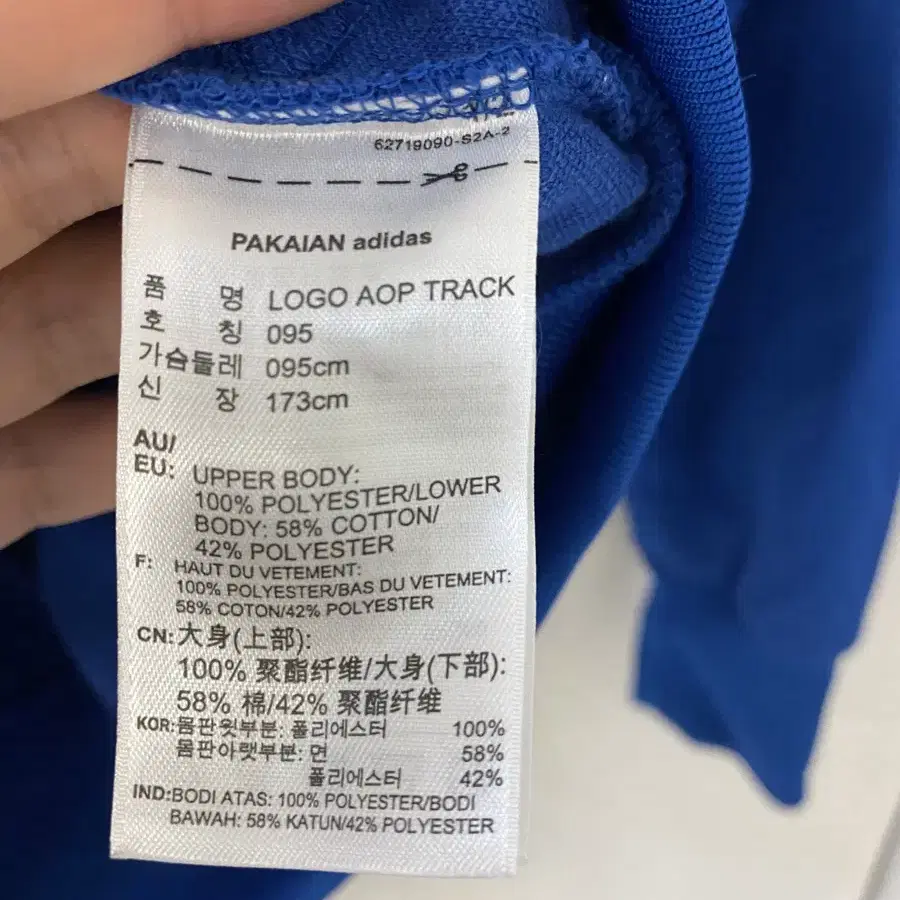 62719090-S2A-2
PAKAIAN adidas
품 명 LOGO AOP TRACK
호 칭 095
가슴둘레 095cm
신 장 173cm
AU/
EU: UPPER BODY:
100% POLYESTER/LOWER
BODY: 58% COTTON/
42% POLYESTER
F: HAUT DU VETEMENT:
100% POLYESTER/BAS DU VETEMENT:
58% COTON/42% POLYESTER
CN:大身(上部):
100% 聚酯纤维/大身(下部):
58% 棉/42% 聚酯纤维
KOR:몸판윗부분: 폴리에스터 100%
몸판아랫부분: 면 58%
폴리에스터 42%
IND:BODI ATAS: 100% POLYESTER/BODI
BAWAH: 58% KATUN/42% POLYESTER